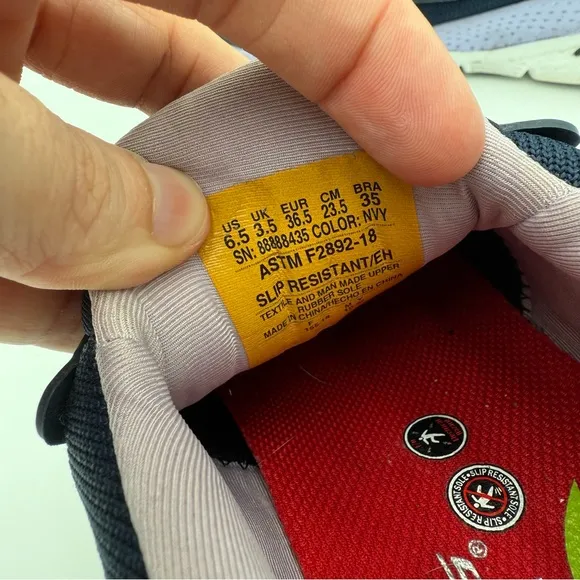 US UK EUR CM BRA
6.5 3.5 36.5 23.5 35
SN: 88888435 COLOR: NVY
ASTM F2892-18
SLIP RESISTANT/EH
TEXTILE AND MAN MADE UPPER
RUBBER SOLE
MADE IN CHINA/HECHO EN CHINA
SLIP RESISTANT SOLE